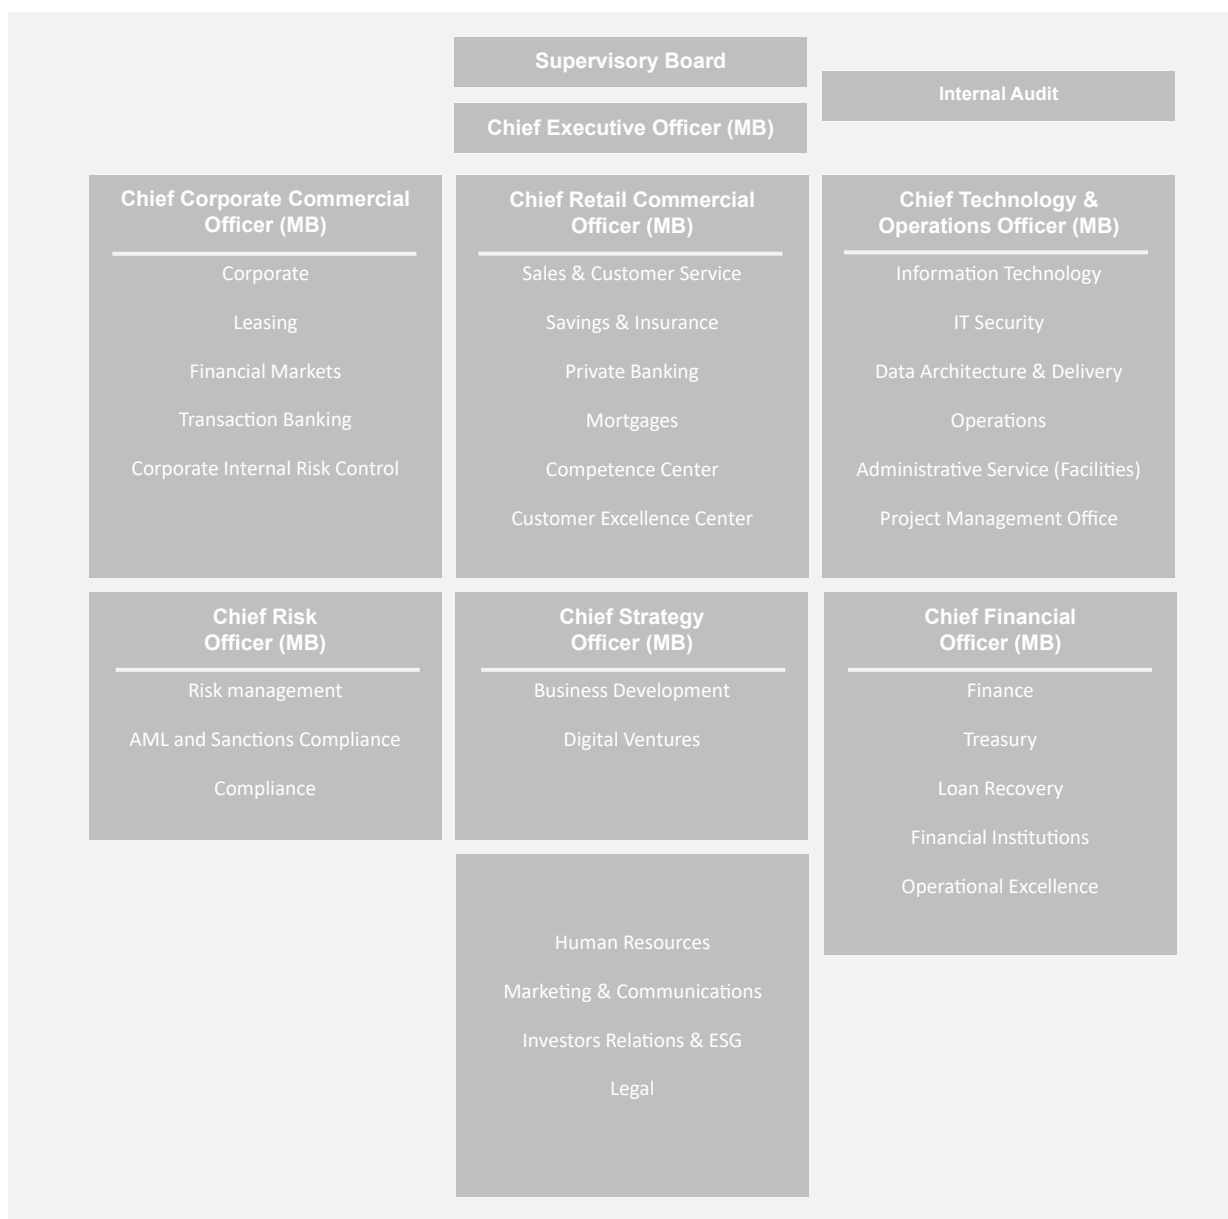 Supervisory Board
Internal Audit
Chief Executive Officer (MB)
Chief Corporate Commercial
Officer (MB)
Corporate
Leasing
Financial Markets
Transaction Banking
Corporate Internal Risk Control
Chief Retail Commercial
Officer (MB)
Sales & Customer Service
Savings & Insurance
Private Banking
Mortgages
Competence Center
Customer Excellence Center
Chief Technology &
Operations Officer (MB)
Information Technology
IT Security
Data Architecture & Delivery
Operations
Administrative Service (Facilities)
Project Management Office
Chief Risk
Officer (MB)
Risk management
AML and Sanctions Compliance
Compliance
Chief Strategy
Officer (MB)
Business Development
Digital Ventures
Chief Financial
Officer (MB)
Finance
Treasury
Loan Recovery
Financial Institutions
Operational Excellence
Human Resources
Marketing & Communications
Investors Relations & ESG
Legal